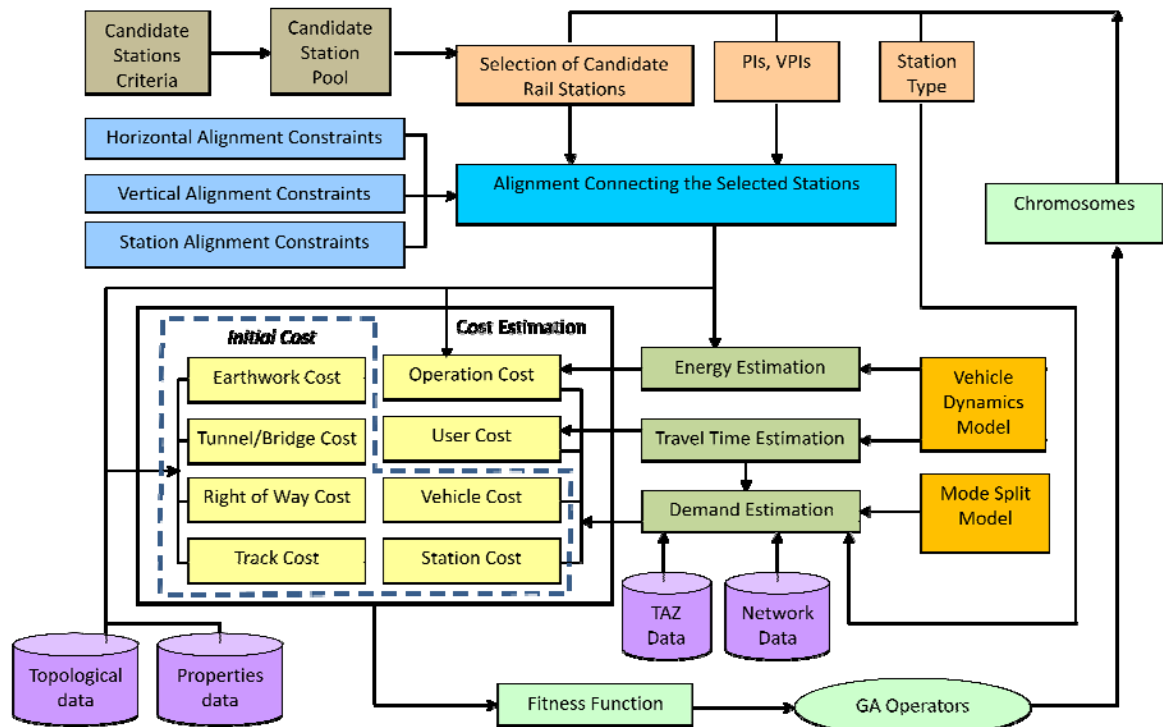 Candidate
Stations
Criteria
Candidate
Station
Pool
Selection of Candidate
Rail Stations
PIs, VPIs
Station
Type
Horizontal Alignment Constraints
Vertical Alignment Constraints
Station Alignment Constraints
Alignment Connecting the Selected Stations
Chromosomes
Initial Cost
Cost Estimation
Earthwork Cost
Operation Cost
Energy Estimation
Vehicle
Dynamics
Model
Tunnel/Bridge Cost
User Cost
Travel Time Estimation
Right of Way Cost
Vehicle Cost
Demand Estimation
Mode Split
Model
Track Cost
Station Cost
TAZ
Data
Network
Data
Topological
data
Properties
data
Fitness Function
GA Operators